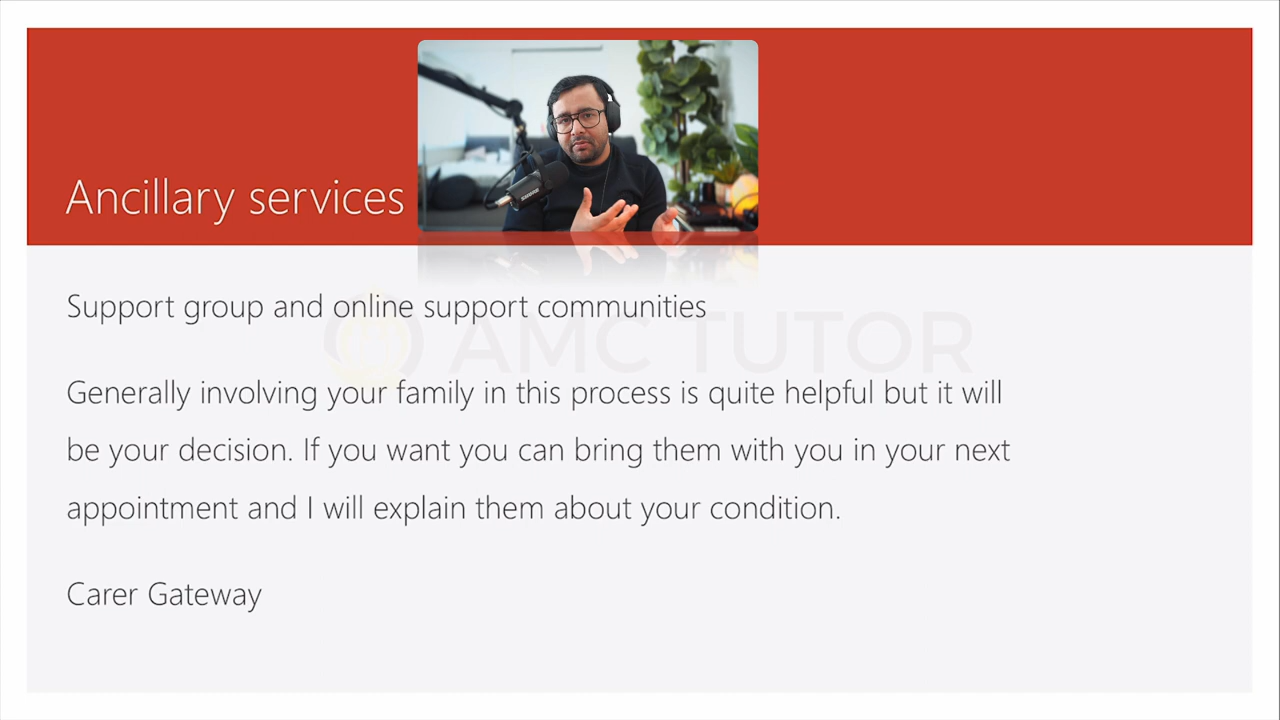 Ancillary services
SHURE
Support group and online support communities
AMC TUTOR
Generally involving your family in this process is quite helpful but it will
be your decision. If you want you can bring them with you in your next
appointment and I will explain them about your condition.
Carer Gateway